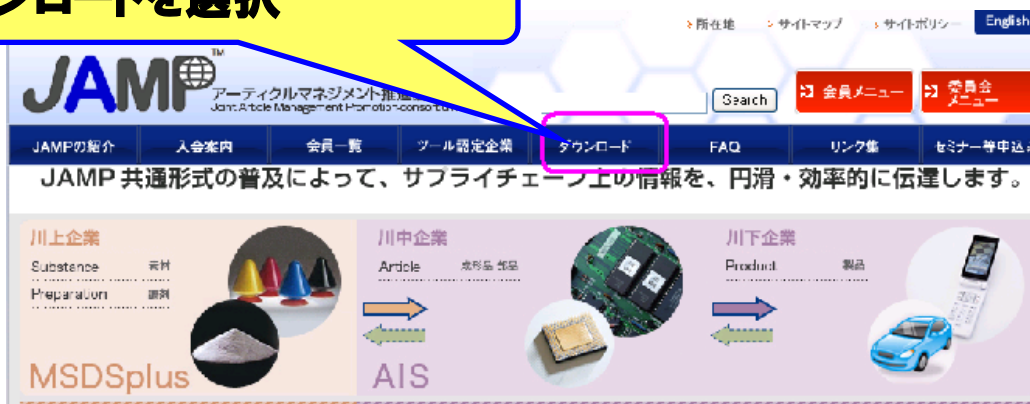 ンロードを選択
所在地 サイトマップ サイトポリシー English
JAMP TM
アーティクルマネジメント推進
Joint Article Management Promotion-consortium
Search
会員メニュー
委員会メニュー
JAMPの紹介 入会案内 会員一覧 ツール認定企業 ダウンロード FAQ リンク集 セミナー等申込
JAMP 共通形式の普及によって、サプライチェーン上の情報を、円滑・効率的に伝達します。
川上企業 川中企業 川下企業
Substance 素材 Article 成形品 部品 Product 製品
Preparation 調剤
MSDSplus AIS